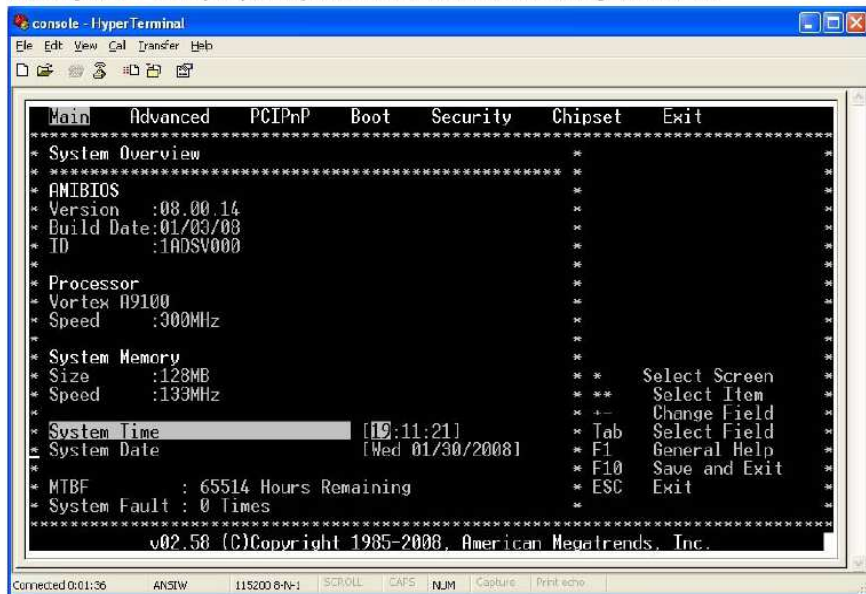 console - HyperTerminal
File Edit View Call Transfer Help
Main Advanced PCIPnP Boot Security Chipset Exit
********************************************************************************
* System Overview * *
* *************************************************** * *
* AMIBIOS * *
* Version :08.00.14 * *
* Build Date:01/03/08 * *
* ID :1ADSV000 * *
* * *
* Processor * *
* Vortex A9100 * *
* Speed :300MHz * *
* * *
* System Memory * *
* Size :128MB * * Select Screen *
* Speed :133MHz * ** Select Item *
* * +- Change Field *
* System Time [19:11:21] * Tab Select Field *
* System Date [Wed 01/30/2008] * F1 General Help *
* * F10 Save and Exit *
* MTBF : 65514 Hours Remaining * ESC Exit *
* System Fault : 0 Times * *
********************************************************************************
v02.58 (C)Copyright 1985-2008, American Megatrends, Inc.
Connected 0:01:36 ANSIW 115200 8-N-1 SCROLL CAPS NUM Capture Print echo